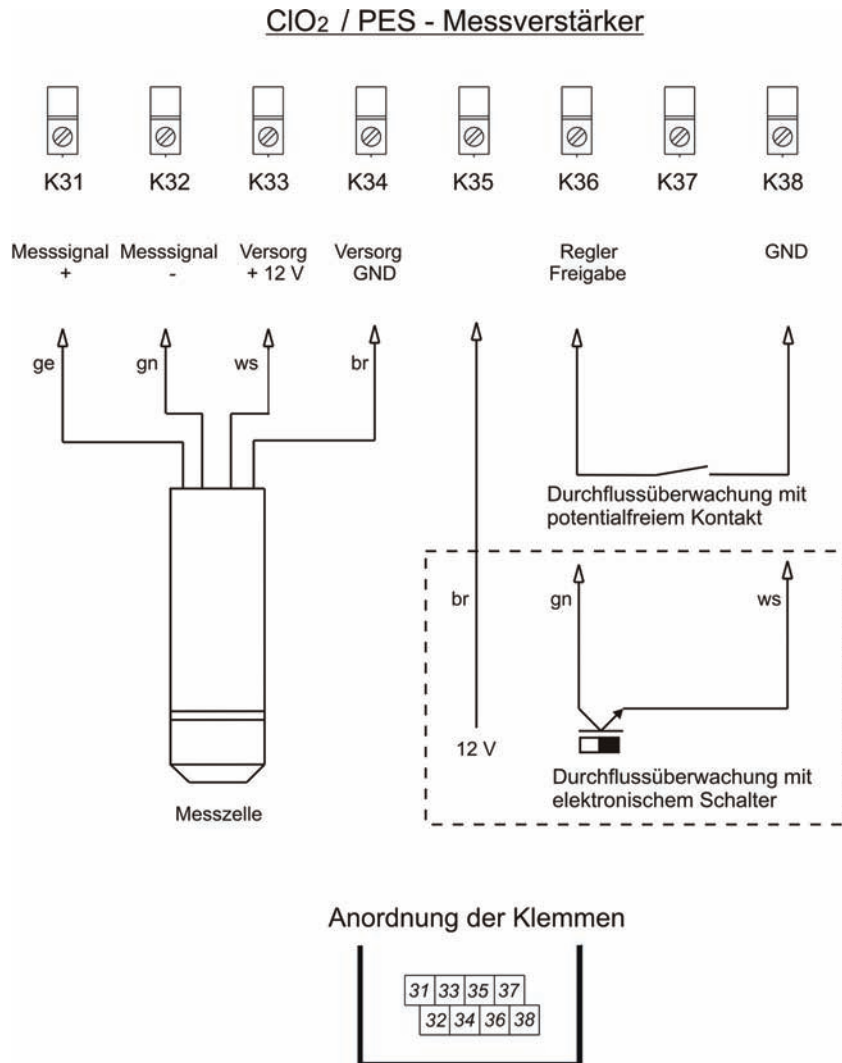 ClO2 / PES - Messverstärker
K31 K32 K33 K34 K35 K36 K37 K38
Messsignal Messsignal Versorg Versorg Regler GND
+ - + 12 V GND Freigabe
ge gn ws br
Durchflussüberwachung mit
potentialfreiem Kontakt
br gn ws
12 V
Durchflussüberwachung mit
elektronischem Schalter
Messzelle
Anordnung der Klemmen
31 33 35 37
32 34 36 38